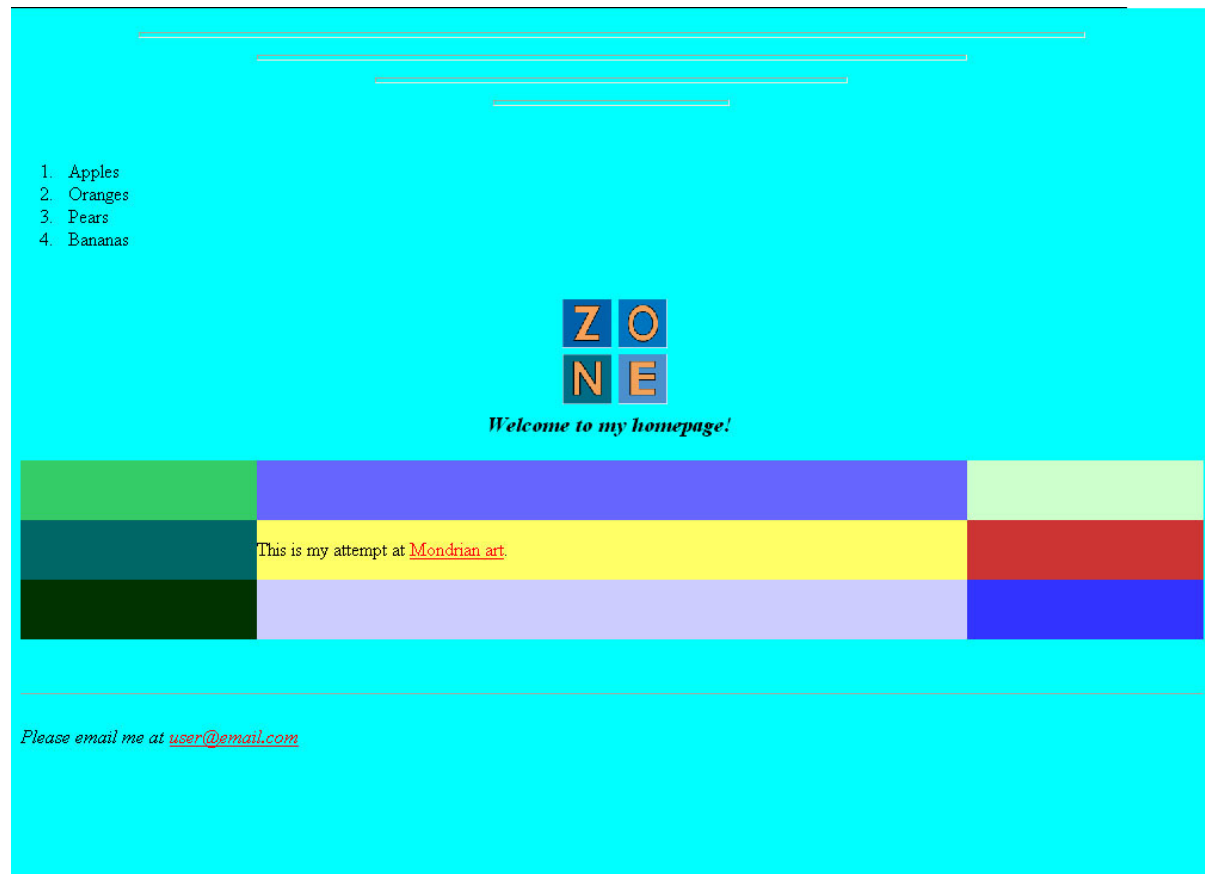 1. Apples
2. Oranges
3. Pears
4. Bananas
Z O
N E
Welcome to my homepage!
This is my attempt at Mondrian art.
Please email me at user@email.com